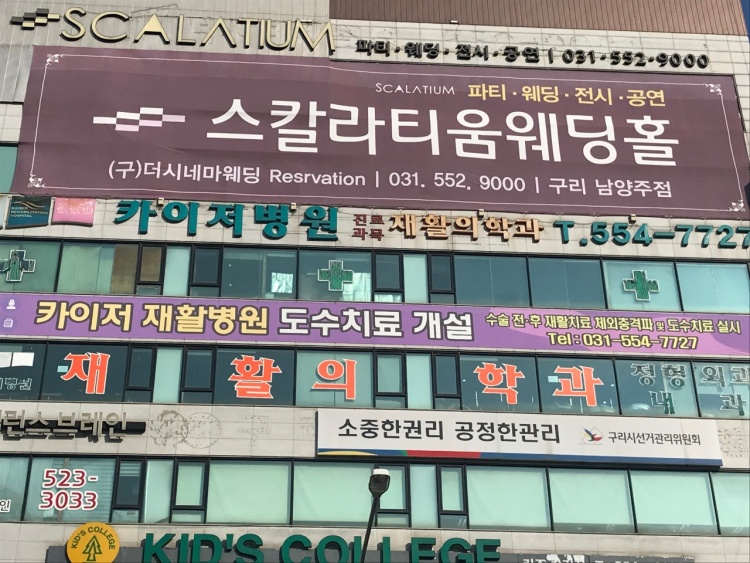 SCALATIUM 파티·웨딩·전시·공연 | 031·552·9000
SCALATIUM 파티·웨딩·전시·공연
스칼라티움웨딩홀
(구)더시네마웨딩 Resrvation | 031. 552. 9000 | 구리 남양주점
카이저병원 진료과목 재활의학과 T.554-7727
카이저 재활병원 도수치료 개설
수술 전·후 재활치료 체외충격파 및 도수치료 실시
Tel: 031-554-7727
재활의학과 정형외과
내과
런스브레인
소중한권리 공정한관리 구리시선거관리위원회
523-
3033
KID'S COLLEGE
KID'S COLLEGE